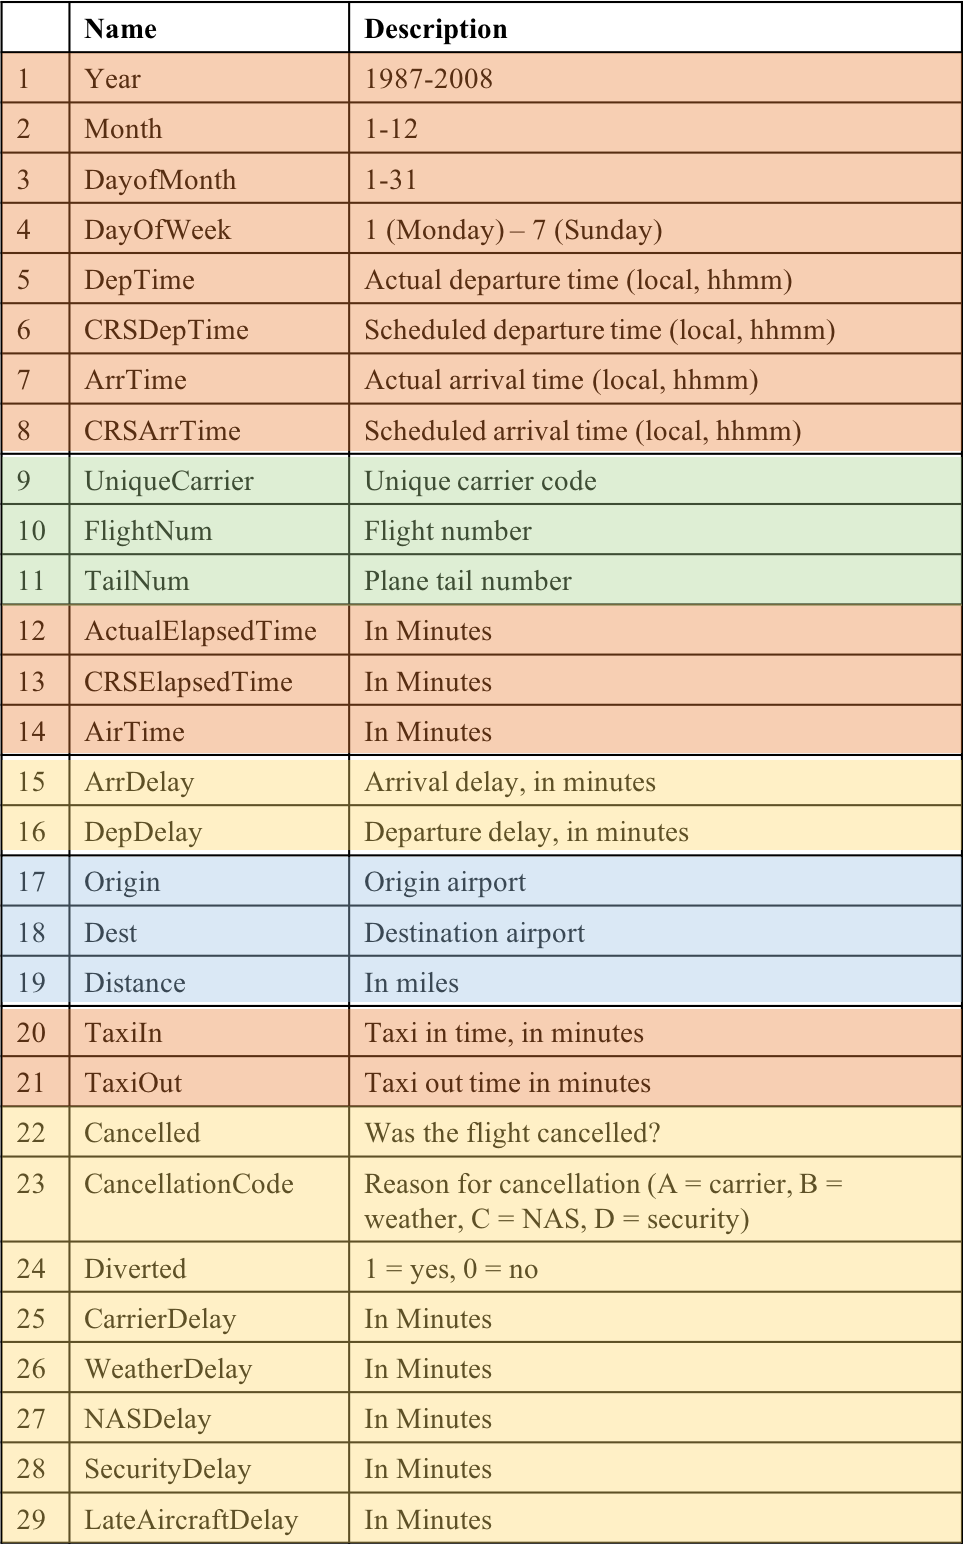 Name Description
1 Year 1987-2008
2 Month 1-12
3 DayofMonth 1-31
4 DayOfWeek 1 (Monday) – 7 (Sunday)
5 DepTime Actual departure time (local, hhmm)
6 CRSDepTime Scheduled departure time (local, hhmm)
7 ArrTime Actual arrival time (local, hhmm)
8 CRSArrTime Scheduled arrival time (local, hhmm)
9 UniqueCarrier Unique carrier code
10 FlightNum Flight number
11 TailNum Plane tail number
12 ActualElapsedTime In Minutes
13 CRSElapsedTime In Minutes
14 AirTime In Minutes
15 ArrDelay Arrival delay, in minutes
16 DepDelay Departure delay, in minutes
17 Origin Origin airport
18 Dest Destination airport
19 Distance In miles
20 TaxiIn Taxi in time, in minutes
21 TaxiOut Taxi out time in minutes
22 Cancelled Was the flight cancelled?
23 CancellationCode Reason for cancellation (A = carrier, B =
weather, C = NAS, D = security)
24 Diverted 1 = yes, 0 = no
25 CarrierDelay In Minutes
26 WeatherDelay In Minutes
27 NASDelay In Minutes
28 SecurityDelay In Minutes
29 LateAircraftDelay In Minutes